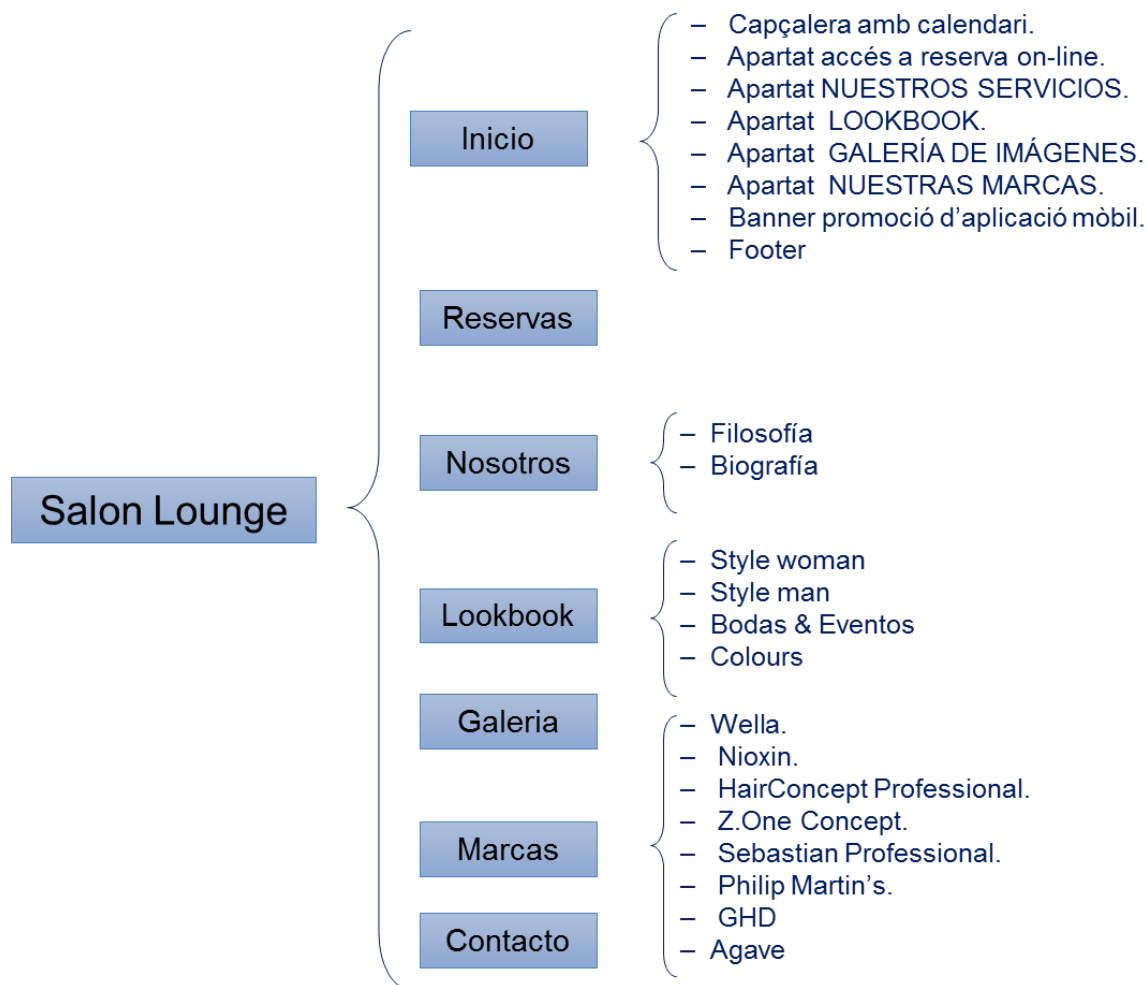 Salon Lounge
Inicio
– Capçalera amb calendari.
– Apartat accés a reserva on-line.
– Apartat NUESTROS SERVICIOS.
– Apartat LOOKBOOK.
– Apartat GALERÍA DE IMÁGENES.
– Apartat NUESTRAS MARCAS.
– Banner promoció d’aplicació mòbil.
– Footer
Reservas
Nosotros
– Filosofía
– Biografía
Lookbook
– Style woman
– Style man
– Bodas & Eventos
– Colours
Galeria
Marcas
– Wella.
– Nioxin.
– HairConcept Professional.
– Z.One Concept.
– Sebastian Professional.
– Philip Martin’s.
– GHD
– Agave
Contacto